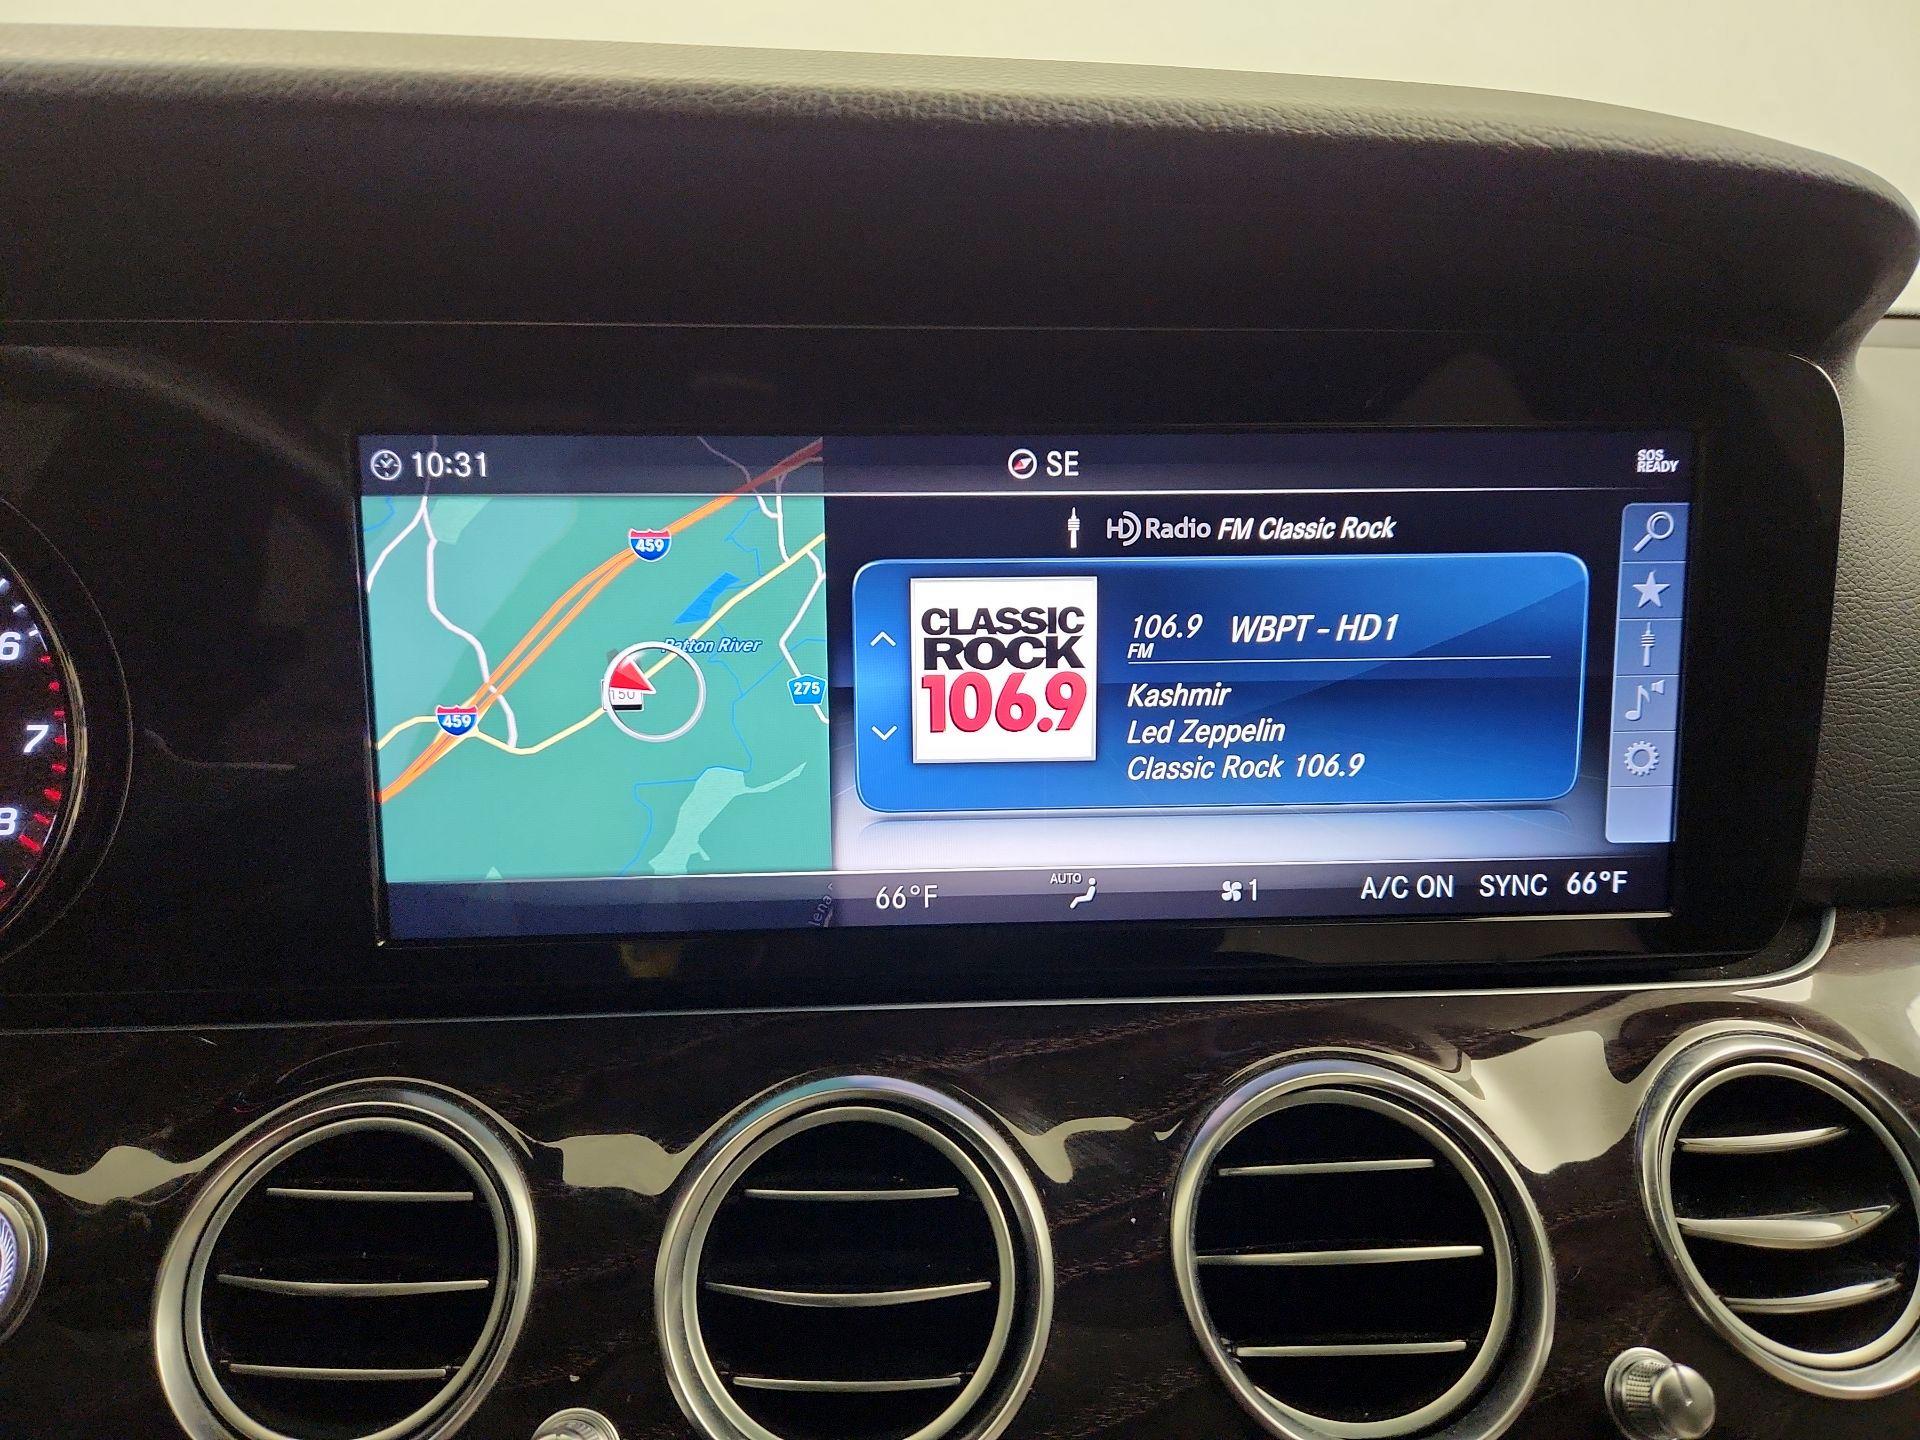 10:31
SE
SOS
READY
459
459
Patton River
150
275
HD Radio FM Classic Rock
CLASSIC
ROCK
106.9
106.9 WBPT - HD1
FM
Kashmir
Led Zeppelin
Classic Rock 106.9
66°F
AUTO
1
A/C ON
SYNC
66°F
6
7
8